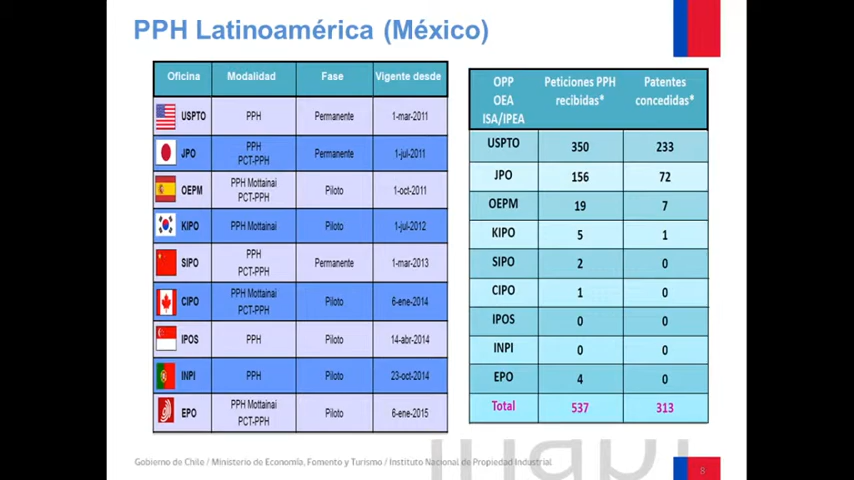 PPH Latinoamérica (México)
Oficina Modalidad Fase Vigente desde
USPTO PPH Permanente 1-mar-2011
JPO PPH PCT-PPH Permanente 1-jul-2011
OEPM PPH Mottainai PCT-PPH Piloto 1-oct-2011
KIPO PPH Mottainai Piloto 1-jul-2012
SIPO PPH PCT-PPH Permanente 1-mar-2013
CIPO PPH Mottainai PCT-PPH Piloto 6-ene-2014
IPOS PPH Piloto 14-abr-2014
INPI PPH Piloto 23-oct-2014
EPO PPH Mottainai PCT-PPH Piloto 6-ene-2015
OPP OEA ISA/IPEA Peticiones PPH recibidas* Patentes concedidas*
USPTO 350 233
JPO 156 72
OEPM 19 7
KIPO 5 1
SIPO 2 0
CIPO 1 0
IPOS 0 0
INPI 0 0
EPO 4 0
Total 537 313
Gobierno de Chile / Ministerio de Economía, Fomento y Turismo / Instituto Nacional de Propiedad Industrial
inapi
8